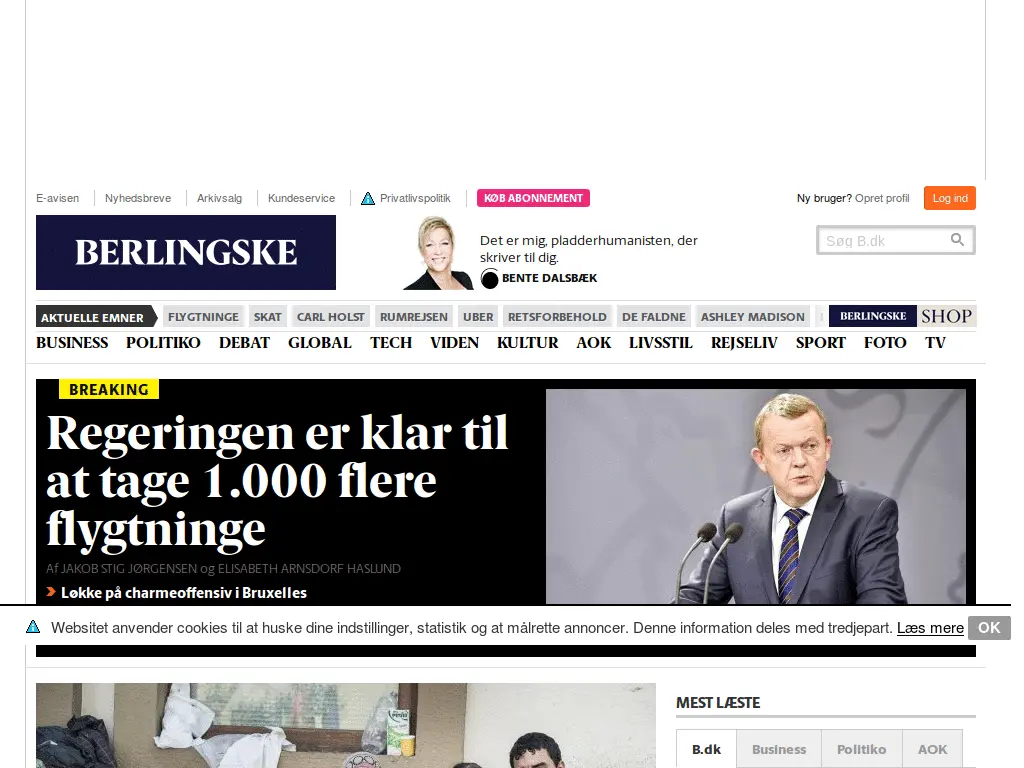 E-avisen Nyhedsbreve Arkivsalg Kundeservice Privatlivspolitik KØB ABONNEMENT Ny bruger? Opret profil Log ind
BERLINGSKE
Det er mig, pladderhumanisten, der
skriver til dig.
BENTE DALSBÆK
Søg B.dk
AKTUELLE EMNER FLYGTNINGE SKAT CARL HOLST RUMREJSEN UBER RETSFORBEHOLD DE FALDNE ASHLEY MADISON BERLINGSKE SHOP
BUSINESS POLITIKO DEBAT GLOBAL TECH VIDEN KULTUR AOK LIVSSTIL REJSELIV SPORT FOTO TV
BREAKING
Regeringen er klar til
at tage 1.000 flere
flygtninge
Af JAKOB STIG JØRGENSEN og ELISABETH ARNSDORF HASLUND
Løkke på charmeoffensiv i Bruxelles
Websitet anvender cookies til at huske dine indstillinger, statistik og at målrette annoncer. Denne information deles med tredjepart. Læs mere OK
MEST LÆSTE
B.dk Business Politiko AOK